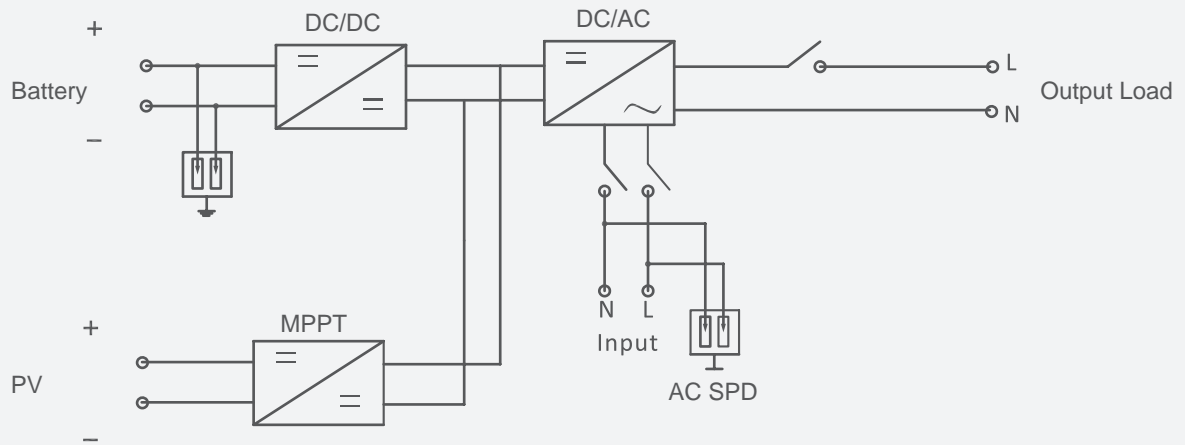 DC/DC
DC/AC
+
Battery
−
L
N
Output Load
N L
Input
AC SPD
MPPT
+
PV
−